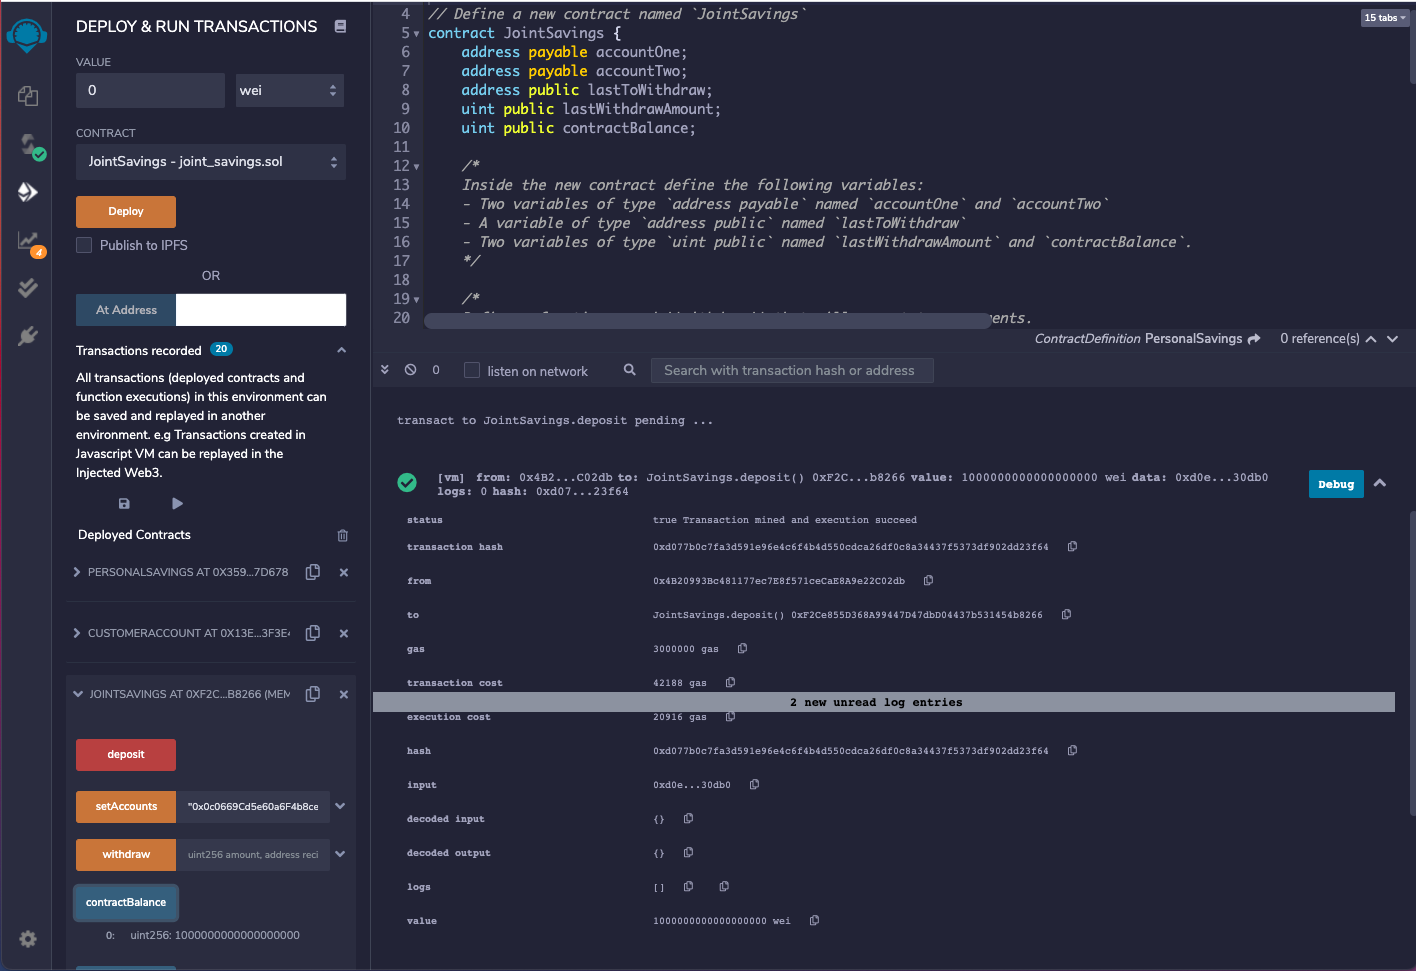 DEPLOY & RUN TRANSACTIONS
VALUE
0
wei
CONTRACT
JointSavings - joint_savings.sol
Deploy
Publish to IPFS
OR
At Address
Transactions recorded 20
All transactions (deployed contracts and
function executions) in this environment can
be saved and replayed in another
environment. e.g Transactions created in
Javascript VM can be replayed in the
Injected Web3.
Deployed Contracts
PERSONALSAVINGS AT 0X359...7D678
CUSTOMERACCOUNT AT 0X13E...3F3E
JOINTSAVINGS AT 0XF2C...B8266 (MEM
deposit
setAccounts "0x0c0669Cd5e60a6F4b8ce
withdraw uint256 amount, address reci
contractBalance
0: uint256: 1000000000000000000
4
15 tabs
4 // Define a new contract named `JointSavings`
5 contract JointSavings {
6 address payable accountOne;
7 address payable accountTwo;
8 address public lastToWithdraw;
9 uint public lastWithdrawAmount;
10 uint public contractBalance;
11
12 /*
13 Inside the new contract define the following variables:
14 - Two variables of type `address payable` named `accountOne` and `accountTwo`
15 - A variable of type `address public` named `lastToWithdraw`
16 - Two variables of type `uint public` named `lastWithdrawAmount` and `contractBalance`.
17 */
18
19 /*
20
ContractDefinition PersonalSavings 0 reference(s)
0 listen on network Search with transaction hash or address
transact to JointSavings.deposit pending ...
[vm] from: 0x4B2...C02db to: JointSavings.deposit() 0xF2C...b8266 value: 1000000000000000000 wei data: 0xd0e...30db0
logs: 0 hash: 0xd07...23f64
Debug
status true Transaction mined and execution succeed
transaction hash 0xd077b0c7fa3d591e96e4c6f4b4d550cdca26df0c8a34437f5373df902dd23f64
from 0x4B20993Bc481177ec7E8f571ceCaE8A9e22C02db
to JointSavings.deposit() 0xF2Ce855D368A99447D47dbD04437b531454b8266
gas 3000000 gas
transaction cost 42188 gas
2 new unread log entries
execution cost 20916 gas
hash 0xd077b0c7fa3d591e96e4c6f4b4d550cdca26df0c8a34437f5373df902dd23f64
input 0xd0e...30db0
decoded input {}
decoded output {}
logs []
value 1000000000000000000 wei